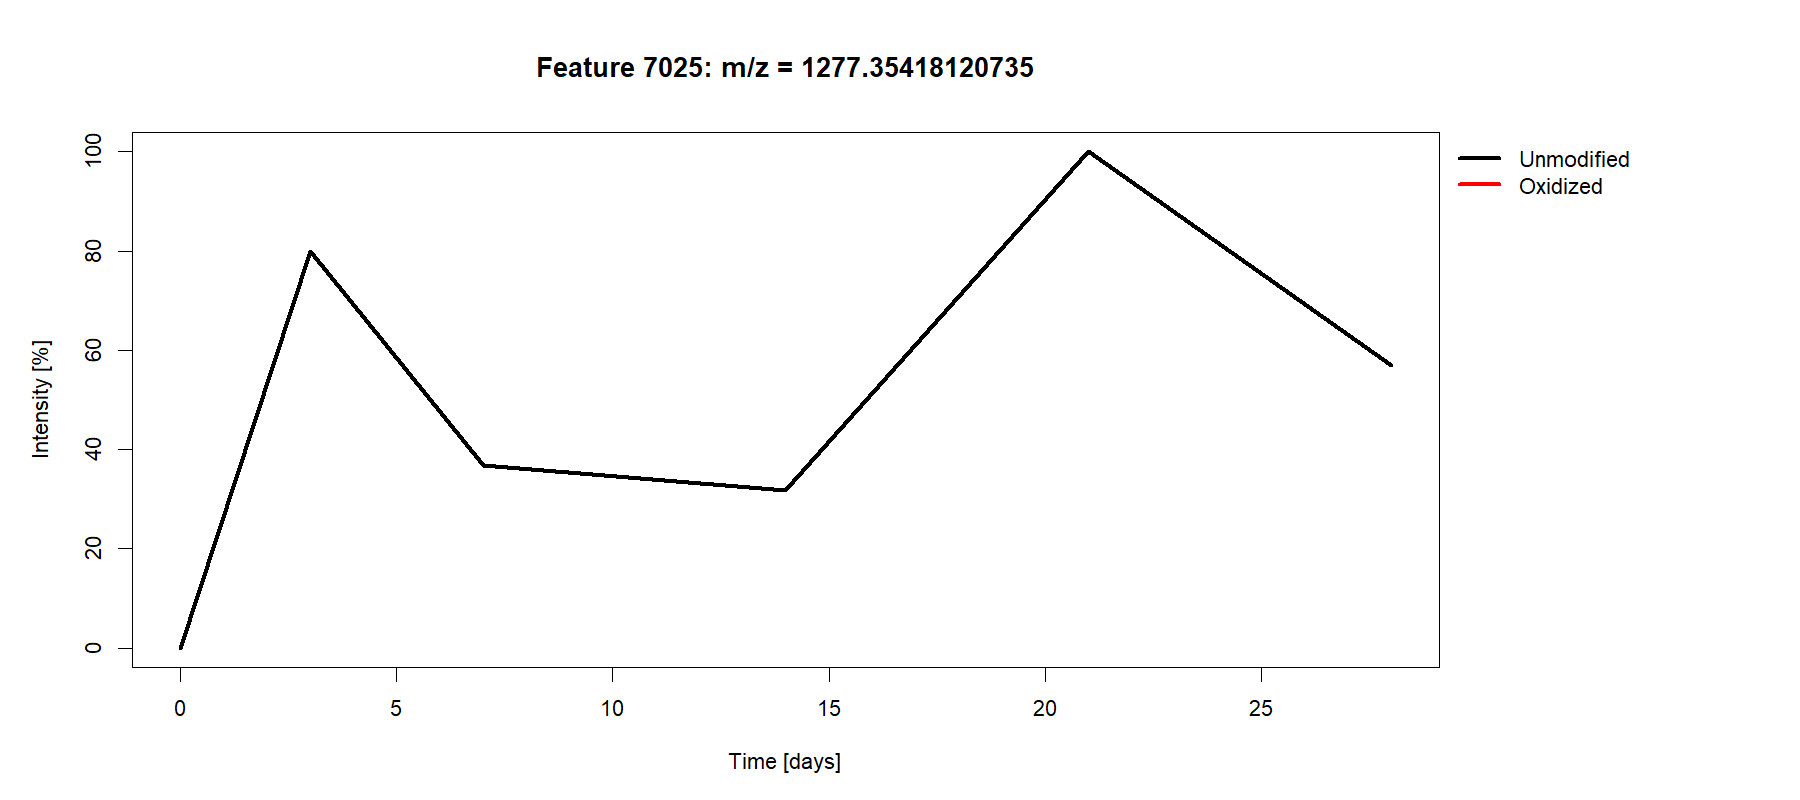 Feature 7025: m/z = 1277.35418120735
Unmodified
Oxidized
Intensity [%]
100
80
60
40
20
0
0 5 10 15 20 25
Time [days]